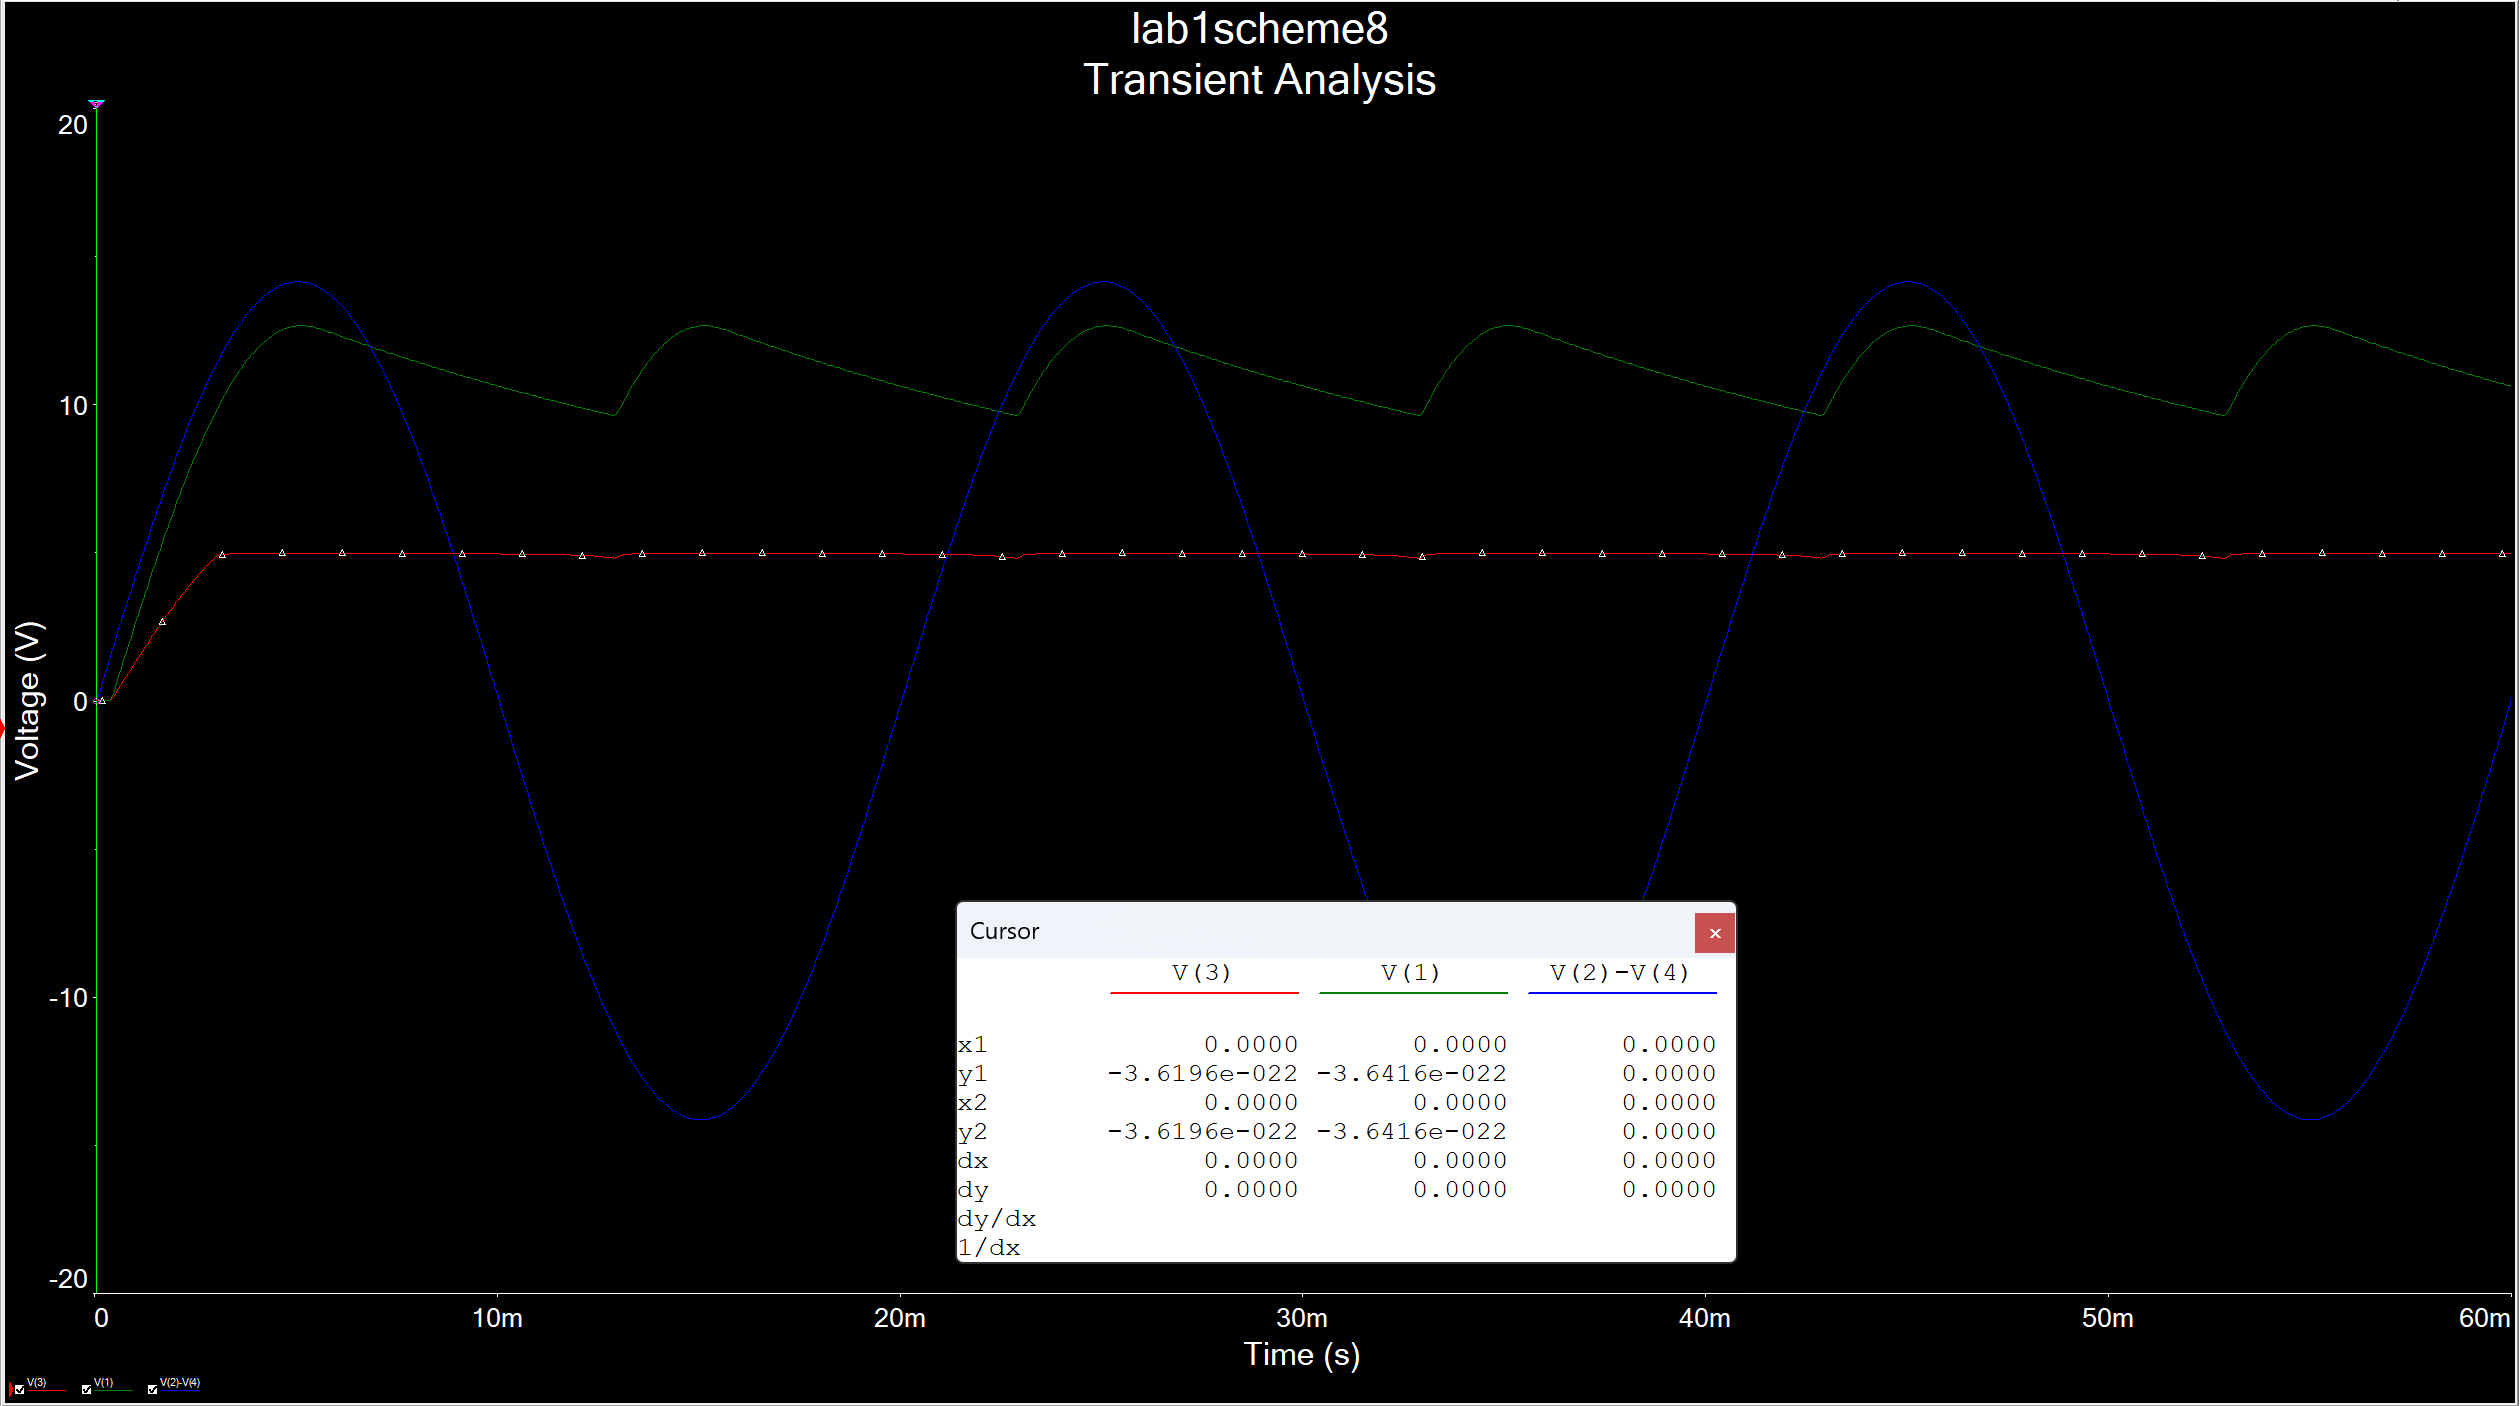 lab1scheme8
Transient Analysis
20
10
0
-10
-20
Voltage (V)
0 10m 20m 30m 40m 50m 60m
Time (s)
Cursor
V(3) V(1) V(2)-V(4)
x1 0.0000 0.0000 0.0000
y1 -3.6196e-022 -3.6416e-022 0.0000
x2 0.0000 0.0000 0.0000
y2 -3.6196e-022 -3.6416e-022 0.0000
dx 0.0000 0.0000 0.0000
dy 0.0000 0.0000 0.0000
dy/dx
1/dx
V(3) V(1) V(2)-V(4)